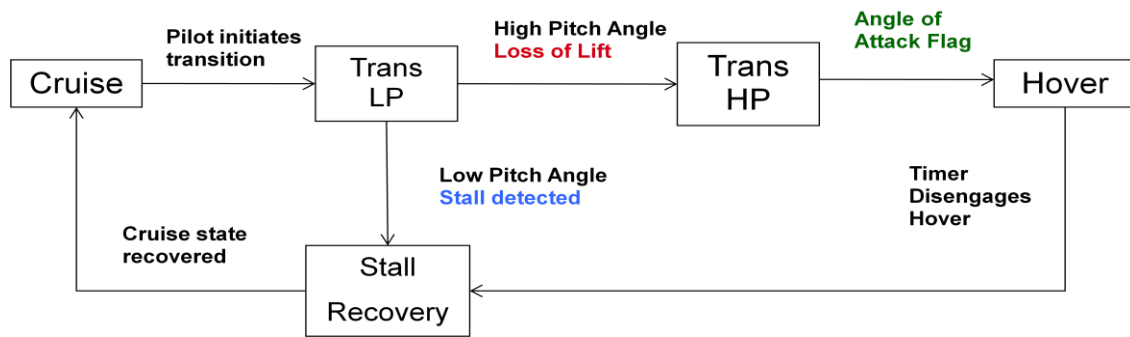 Pilot initiates
transition
High Pitch Angle
Loss of Lift
Angle of
Attack Flag
Cruise
Trans
LP
Trans
HP
Hover
Low Pitch Angle
Stall detected
Timer
Disengages
Hover
Cruise state
recovered
Stall
Recovery